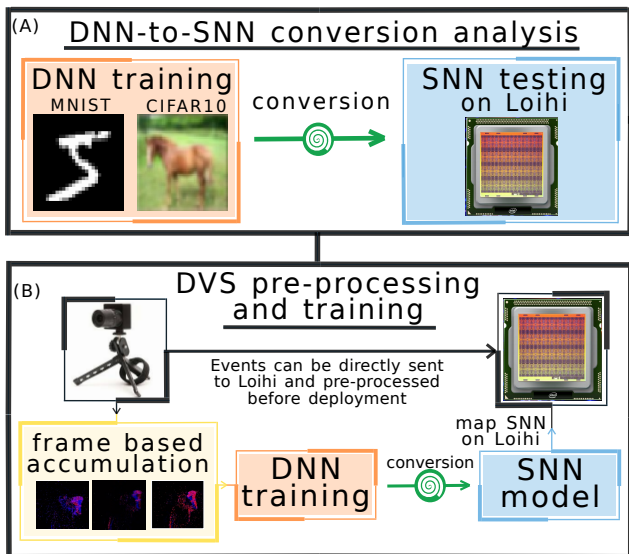 (A)
DNN-to-SNN conversion analysis
DNN training
MNIST
CIFAR10
conversion
SNN testing
on Loihi
(B)
DVS pre-processing
and training
Events can be directly sent
to Loihi and pre-processed
before deployment
map SNN
on Loihi
frame based
accumulation
DNN
training
conversion
SNN
model